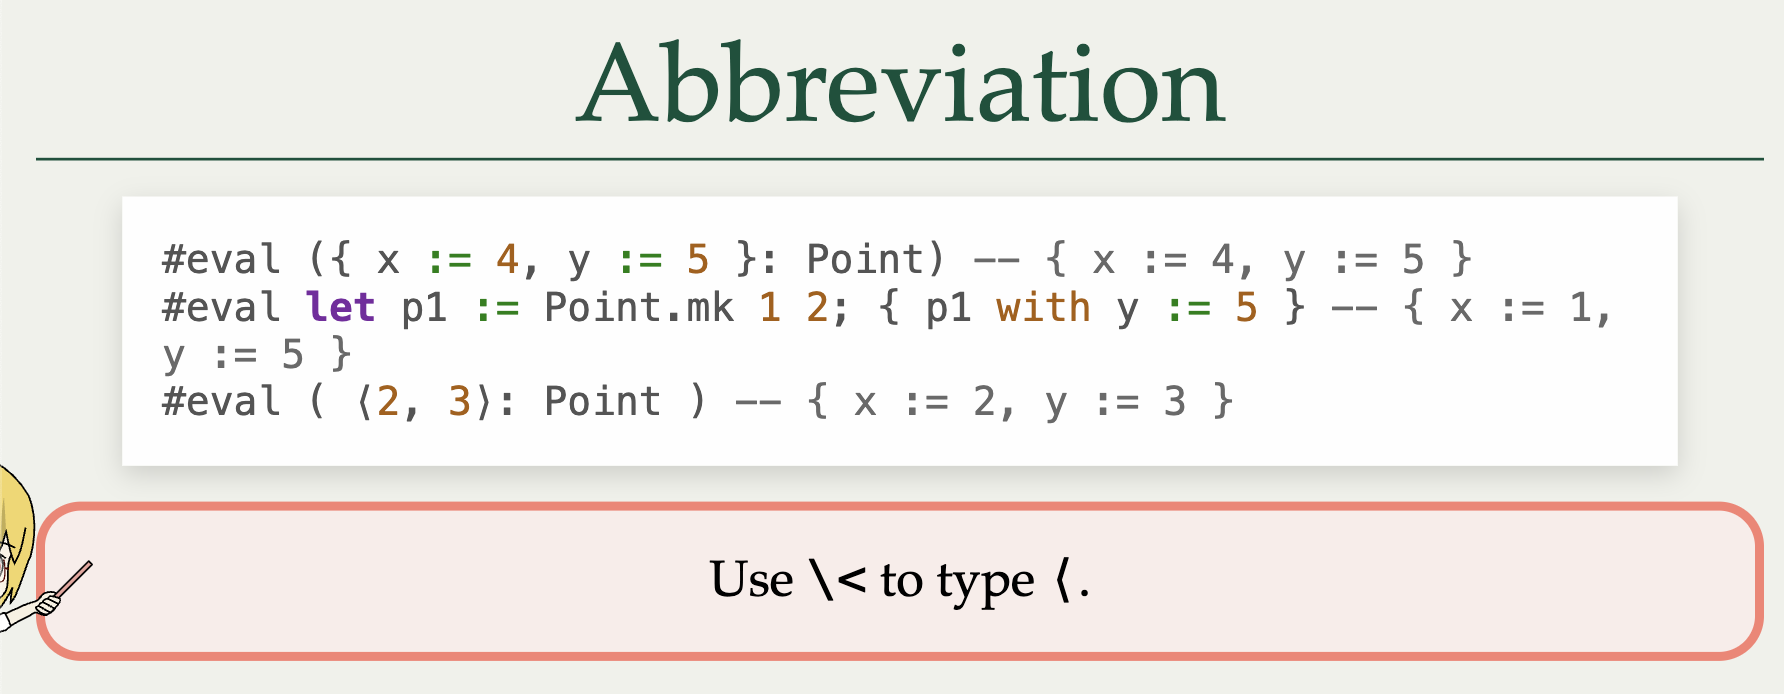 Abbreviation
#eval ({ x := 4, y := 5 }: Point) -- { x := 4, y := 5 }
#eval let p1 := Point.mk 1 2; { p1 with y := 5 } -- { x := 1,
y := 5 }
#eval ( ⟨2, 3⟩: Point ) -- { x := 2, y := 3 }
Use \< to type ⟨.